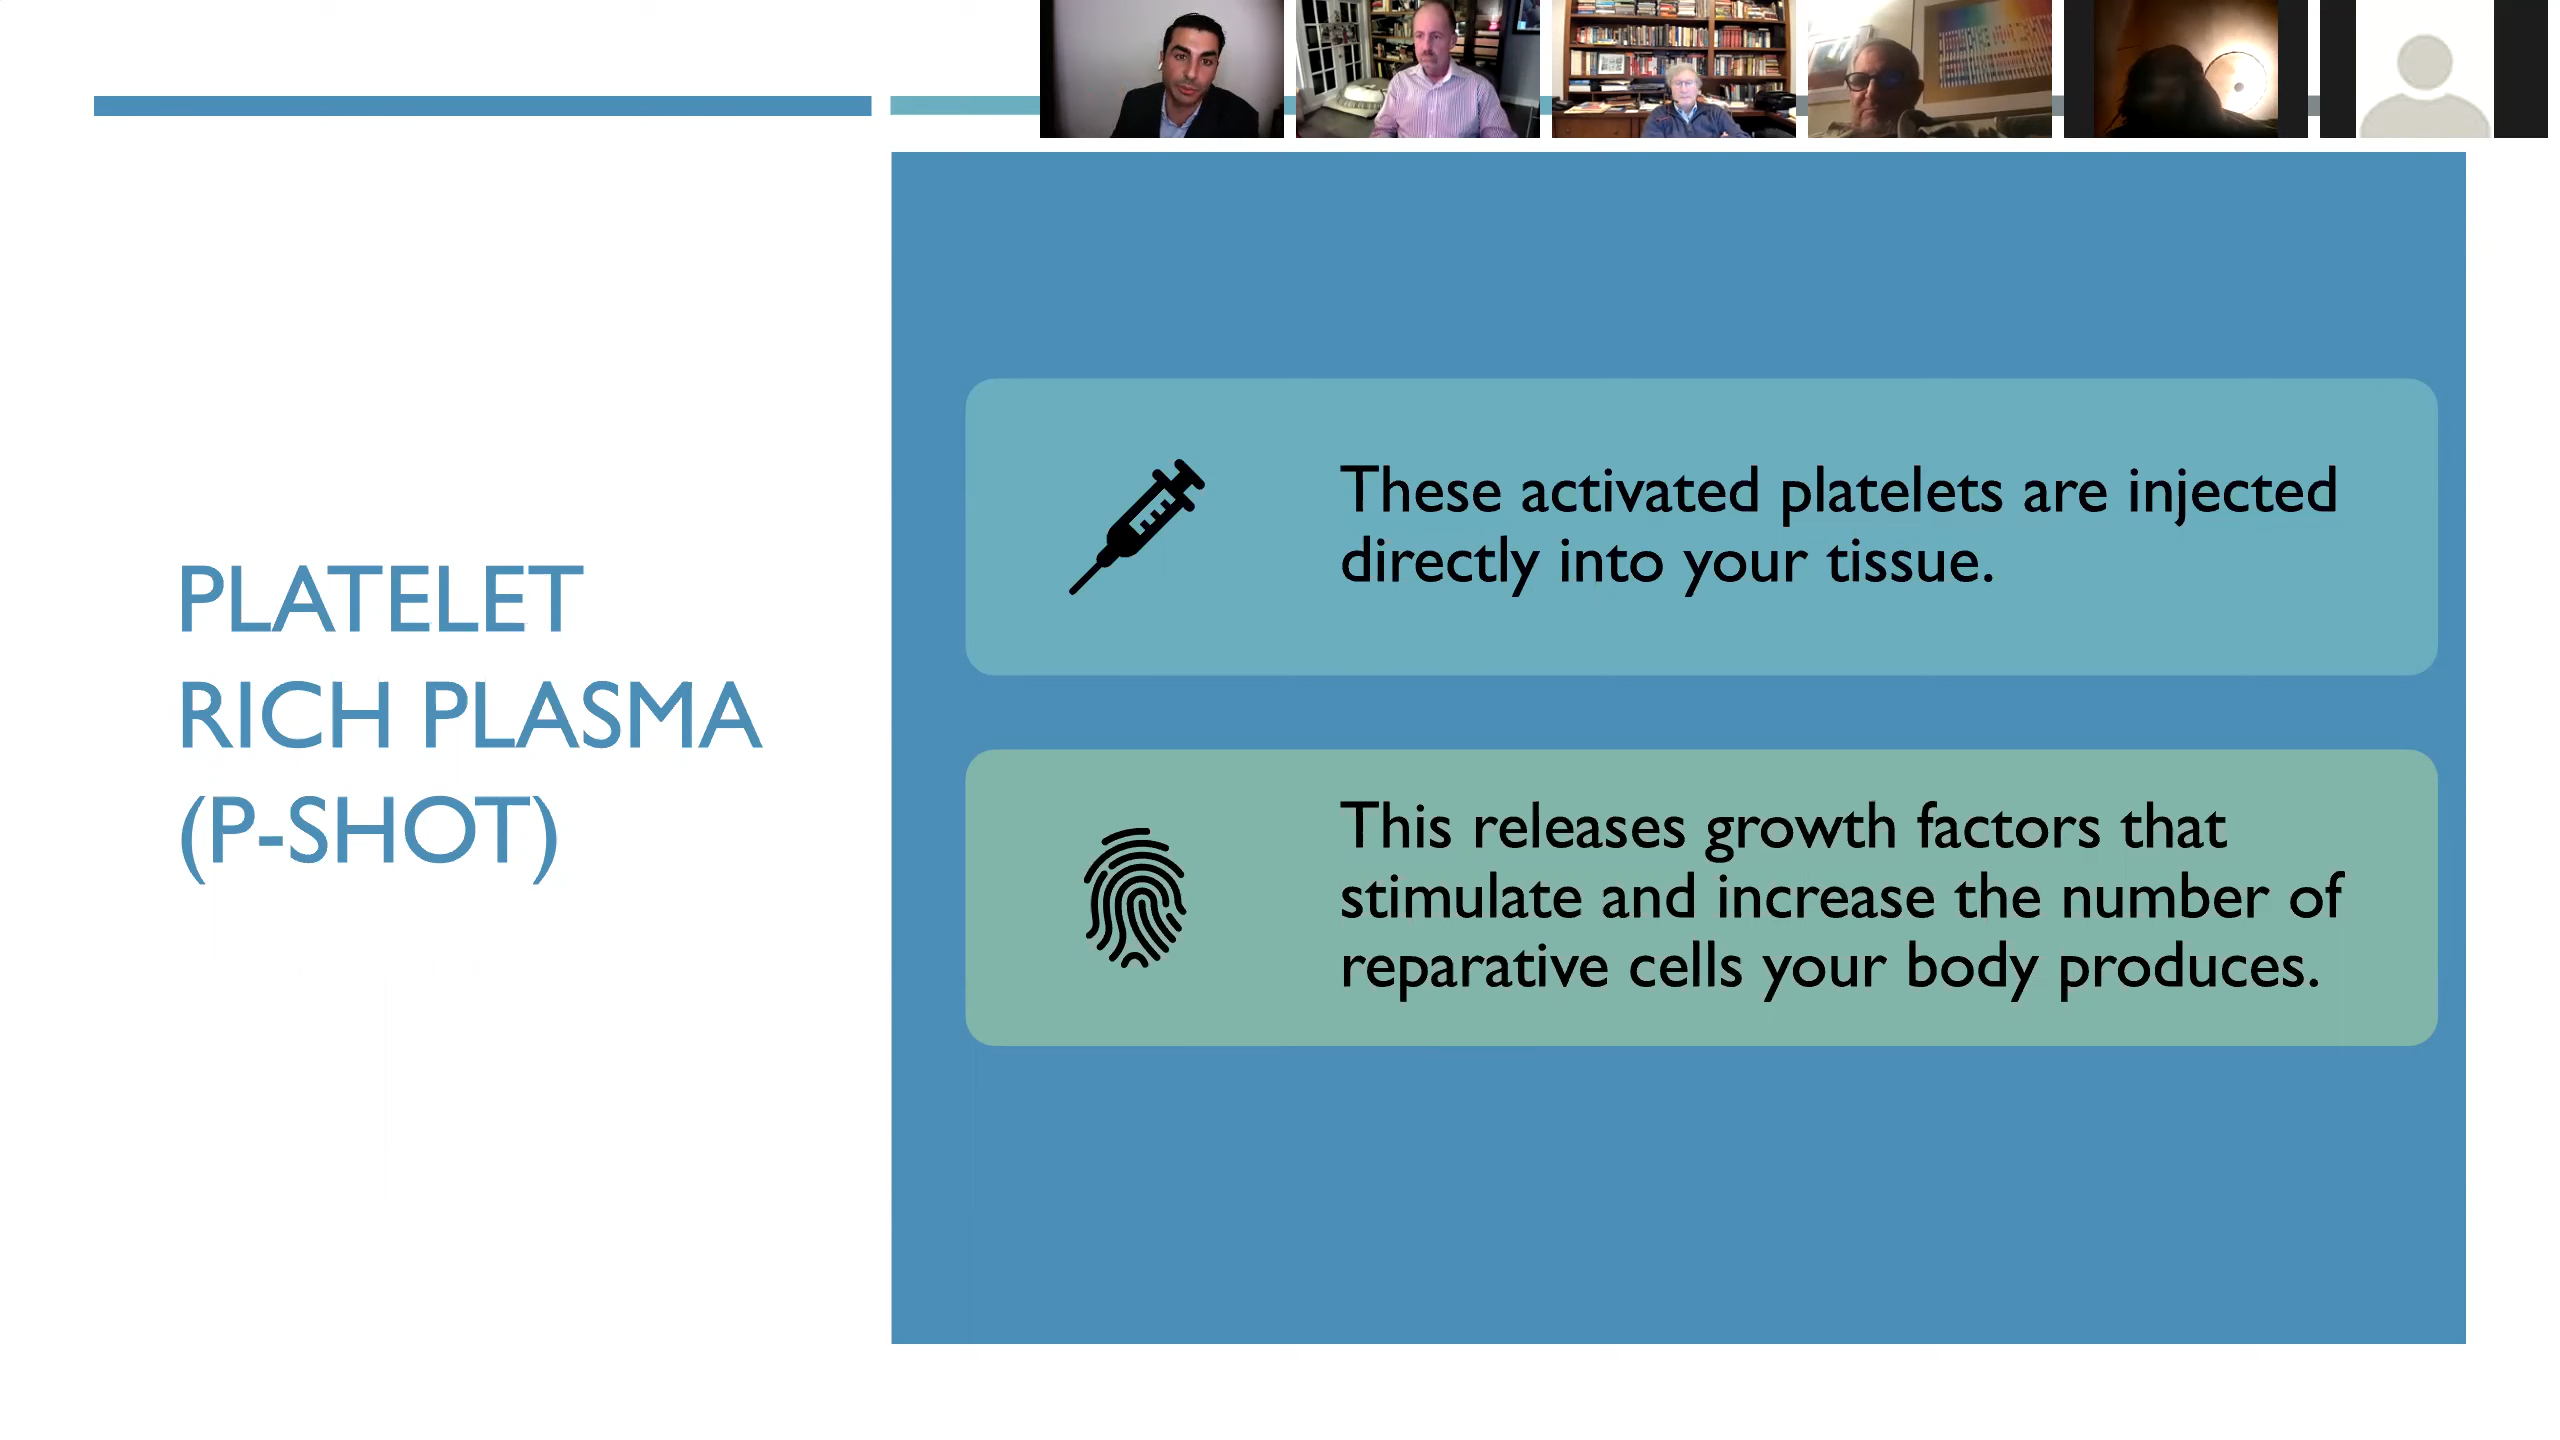 PLATELET
RICH PLASMA
(P-SHOT)
These activated platelets are injected
directly into your tissue.
This releases growth factors that
stimulate and increase the number of
reparative cells your body produces.